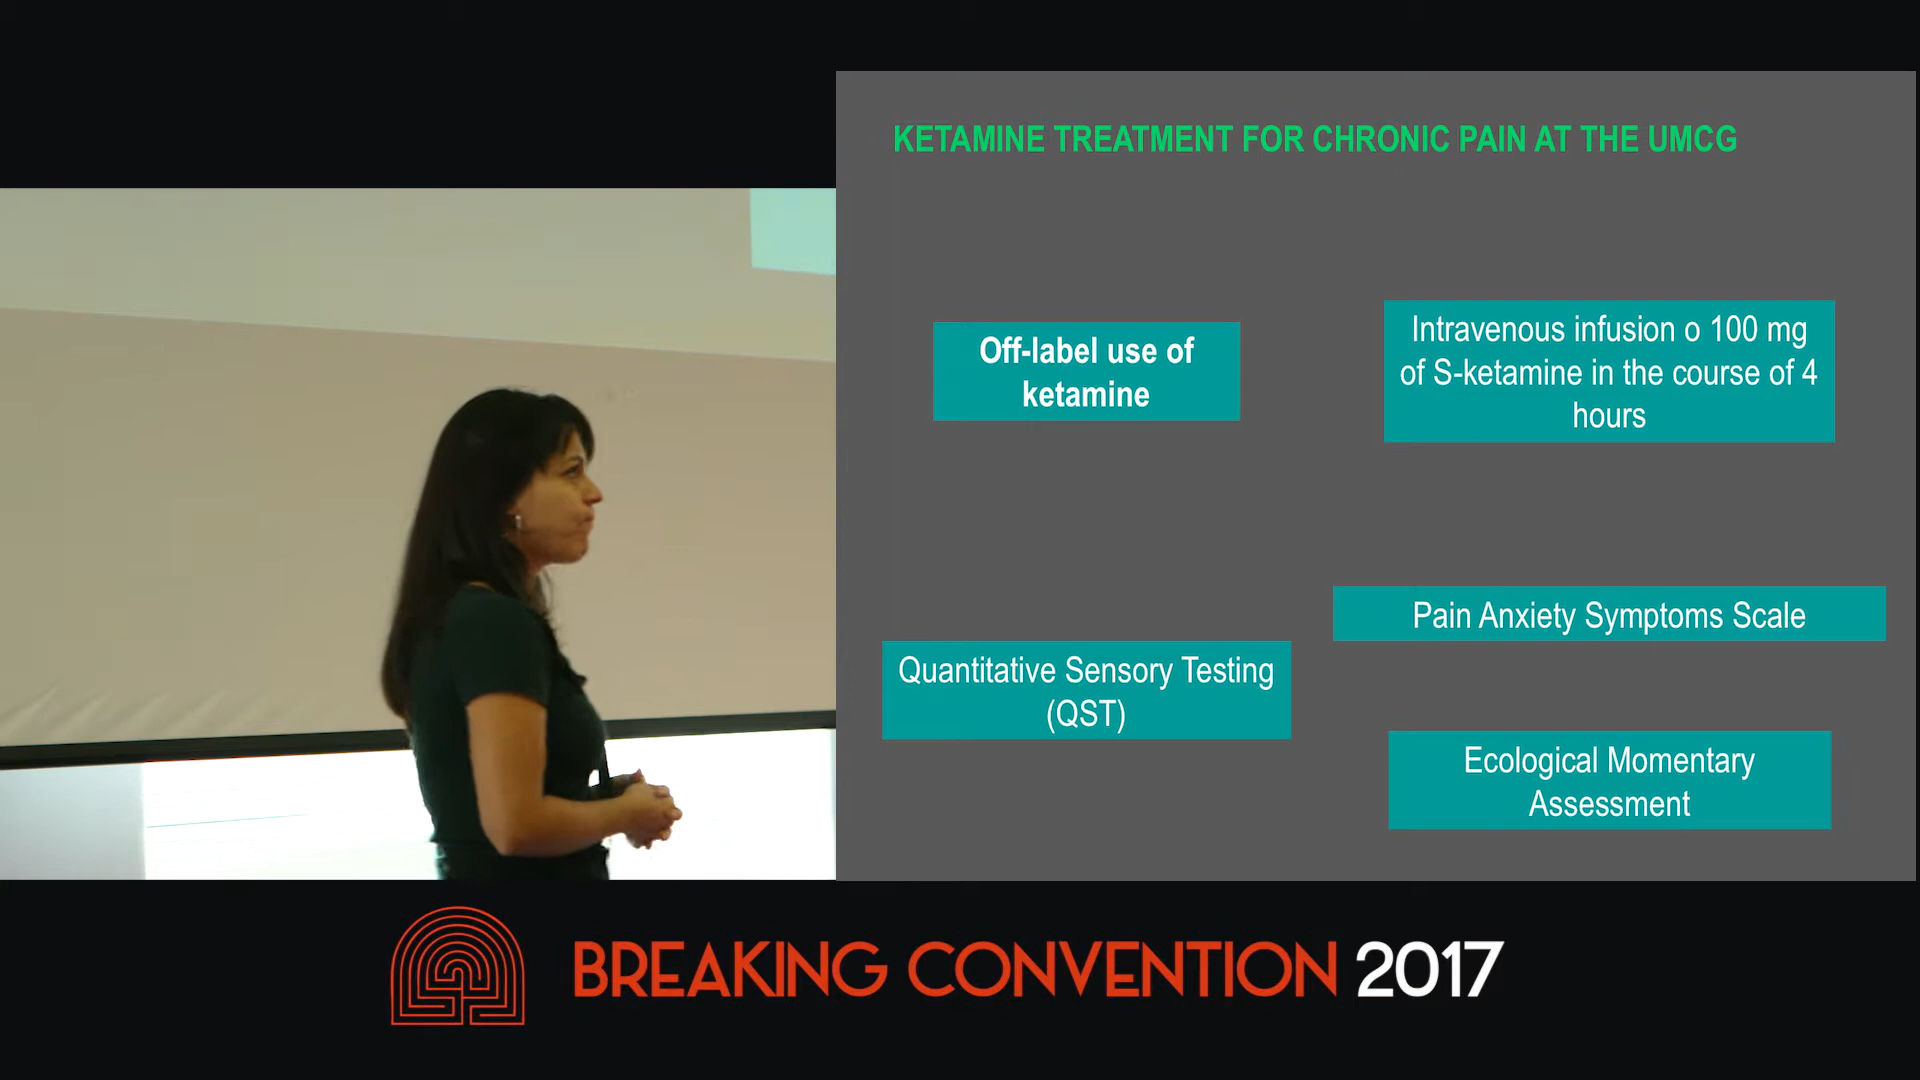 KETAMINE TREATMENT FOR CHRONIC PAIN AT THE UMCG
Off-label use of
ketamine
Intravenous infusion o 100 mg
of S-ketamine in the course of 4
hours
Quantitative Sensory Testing
(QST)
Pain Anxiety Symptoms Scale
Ecological Momentary
Assessment
BREAKING CONVENTION 2017